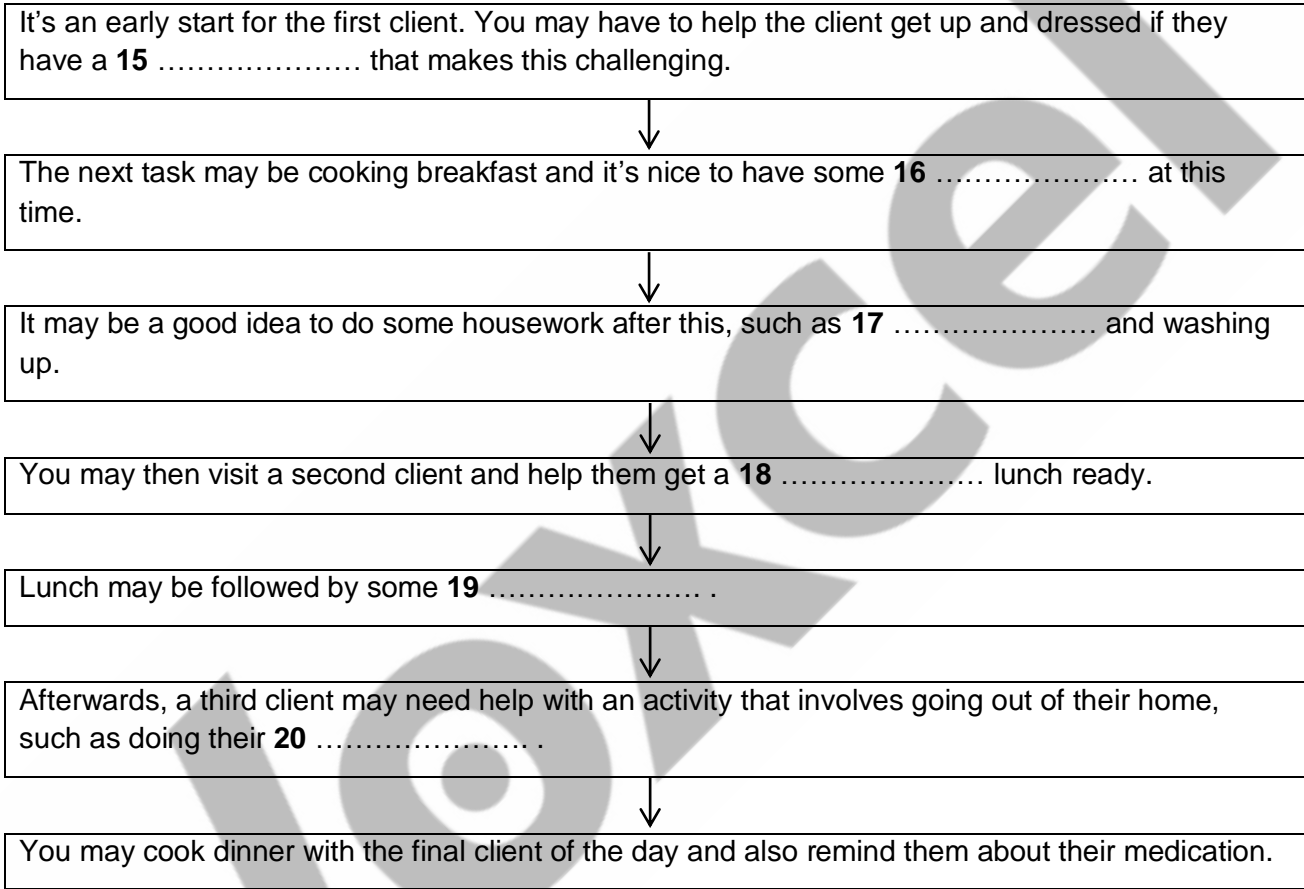 It’s an early start for the first client. You may have to help the client get up and dressed if they
have a 15 ………………… that makes this challenging.
The next task may be cooking breakfast and it’s nice to have some 16 ………………… at this
time.
It may be a good idea to do some housework after this, such as 17 ………………… and washing
up.
You may then visit a second client and help them get a 18 ………………… lunch ready.
Lunch may be followed by some 19 …………………. .
Afterwards, a third client may need help with an activity that involves going out of their home,
such as doing their 20 …………………. .
You may cook dinner with the final client of the day and also remind them about their medication.